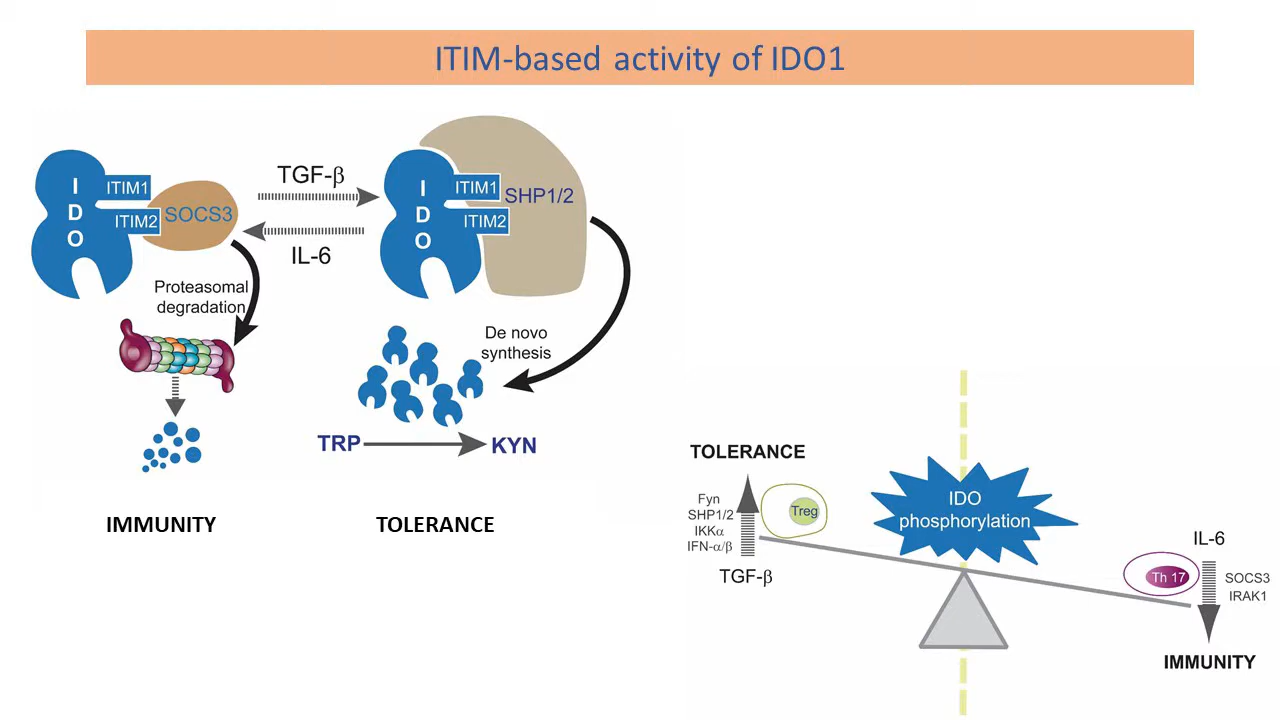 ITIM-based activity of IDO1
I
D
O
ITIM1
ITIM2
SOCS3
TGF-β
IL-6
I
D
O
ITIM1
ITIM2
SHP1/2
Proteasomal
degradation
De novo
synthesis
TRP
KYN
IMMUNITY
TOLERANCE
TOLERANCE
Fyn
SHP1/2
IKKα
IFN-α/β
TGF-β
Treg
IDO
phosphorylation
IL-6
Th 17
SOCS3
IRAK1
IMMUNITY